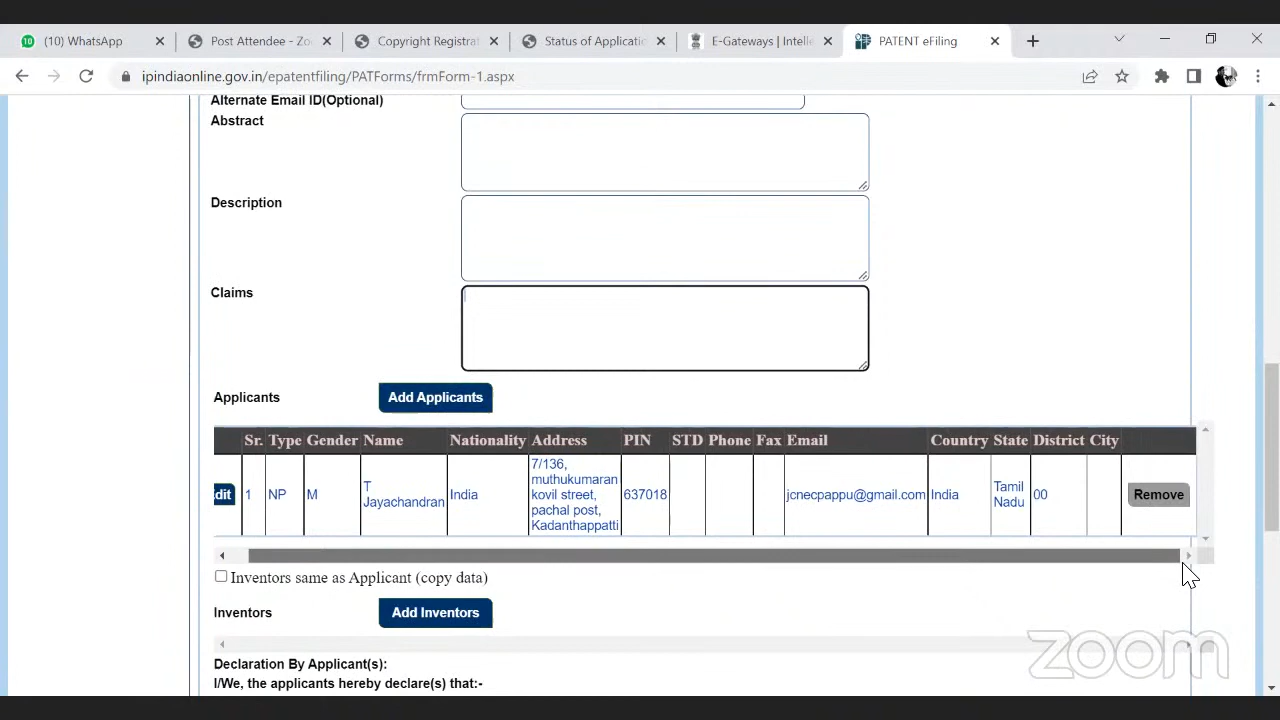 (10) WhatsApp
Post Attendee - Zo
Copyright Registrat
Status of Applicatio
E-Gateways | Intelle
PATENT eFiling
ipindiaonline.gov.in/epatentfiling/PATForms/frmForm-1.aspx
Alternate Email ID(Optional)
Abstract
Description
Claims
Applicants Add Applicants
Sr. Type Gender Name Nationality Address PIN STD Phone Fax Email Country State District City
dit 1 NP M T Jayachandran India 7/136, muthukumaran kovil street, pachal post, Kadanthappatti 637018 jcnecpappu@gmail.com India Tamil Nadu 00 Remove
Inventors same as Applicant (copy data)
Inventors Add Inventors
Declaration By Applicant(s):
I/We, the applicants hereby declare(s) that:-
zoom